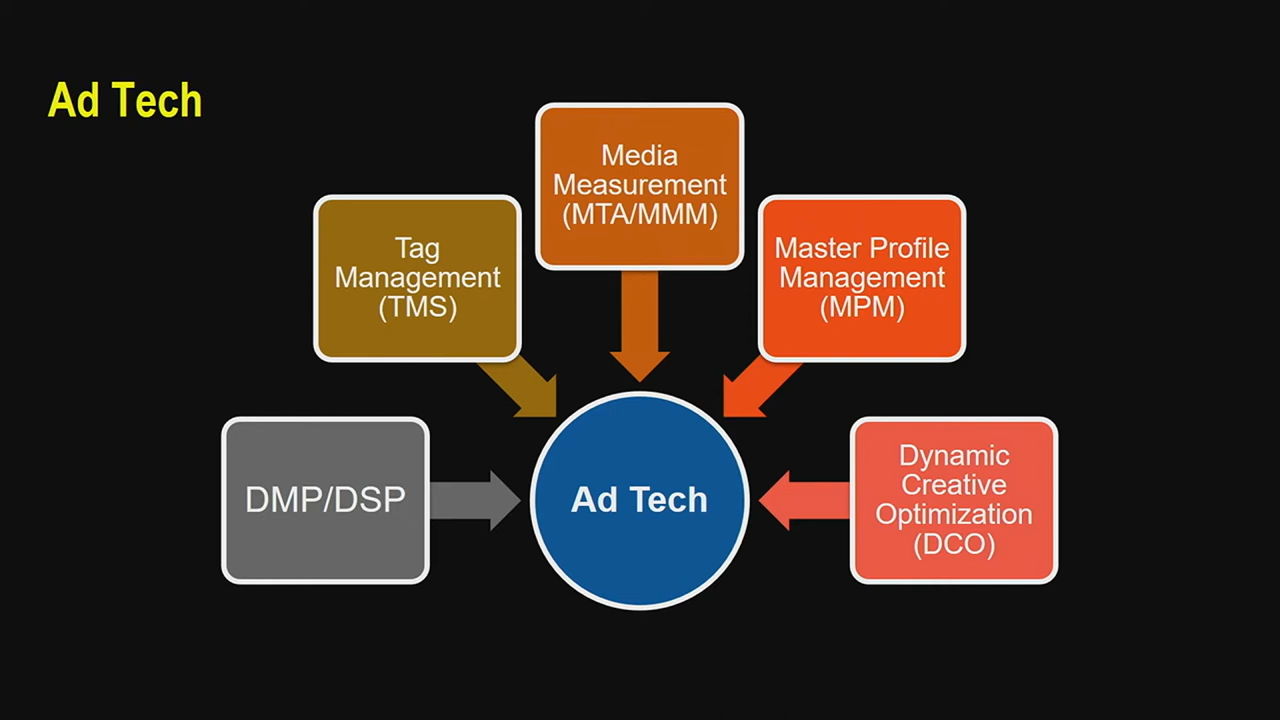 Ad Tech
Media
Measurement
(MTA/MMM)
Tag
Management
(TMS)
Master Profile
Management
(MPM)
DMP/DSP
Ad Tech
Dynamic
Creative
Optimization
(DCO)